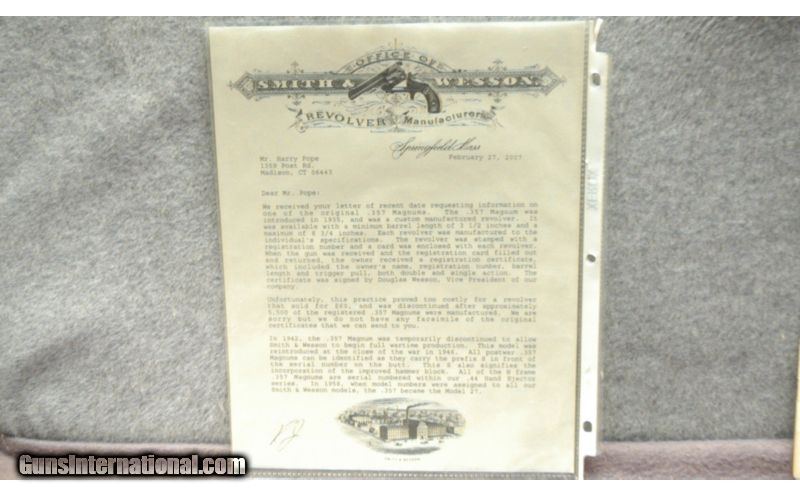 OFFICE OF
SMITH & WESSON.
REVOLVER Manufacturers
Springfield, Mass
February 27, 2007
Mr. Harry Pope
1358 Post Rd.
Madison, CT 06443
Dear Mr. Pope:
We received your letter of recent date requesting information on
one of the original .357 Magnums. The .357 Magnum was
introduced in 1935, and was a custom manufactured revolver. It
was available with a minimum barrel length of 3 1/2 inches and a
maximum of 8 3/4 inches. Each revolver was manufactured to the
individual's specifications. The revolver was stamped with a
registration number and a card was enclosed with each revolver.
When the gun was received and the registration card filled out
and returned, the owner received a registration certificate,
which included the owner's name, registration number, barrel
length and trigger pull, both double and single action. The
certificate was signed by Douglas Wesson, Vice President of our
company.
Unfortunately, this practice proved too costly for a revolver
that sold for $60, and was discontinued after approximately
5,500 of the registered .357 Magnums were manufactured. We are
sorry but we do not have any facsimile of the original
certificates that we can send to you.
In 1942, the .357 Magnum was temporarily discontinued to allow
Smith & Wesson to begin full wartime production. This model was
reintroduced at the close of the war in 1946. All postwar .357
Magnums can be identified as they carry the prefix S in front of
the serial number on the butt. This S also signifies the
incorporation of the improved hammer block. All of the N frame
.357 Magnums are serial numbered within our .44 Hand Ejector
series. In 1958, when model numbers were assigned to all our
Smith & Wesson models, the .357 became the Model 27.
SMITH & WESSON
GunsInternational.com